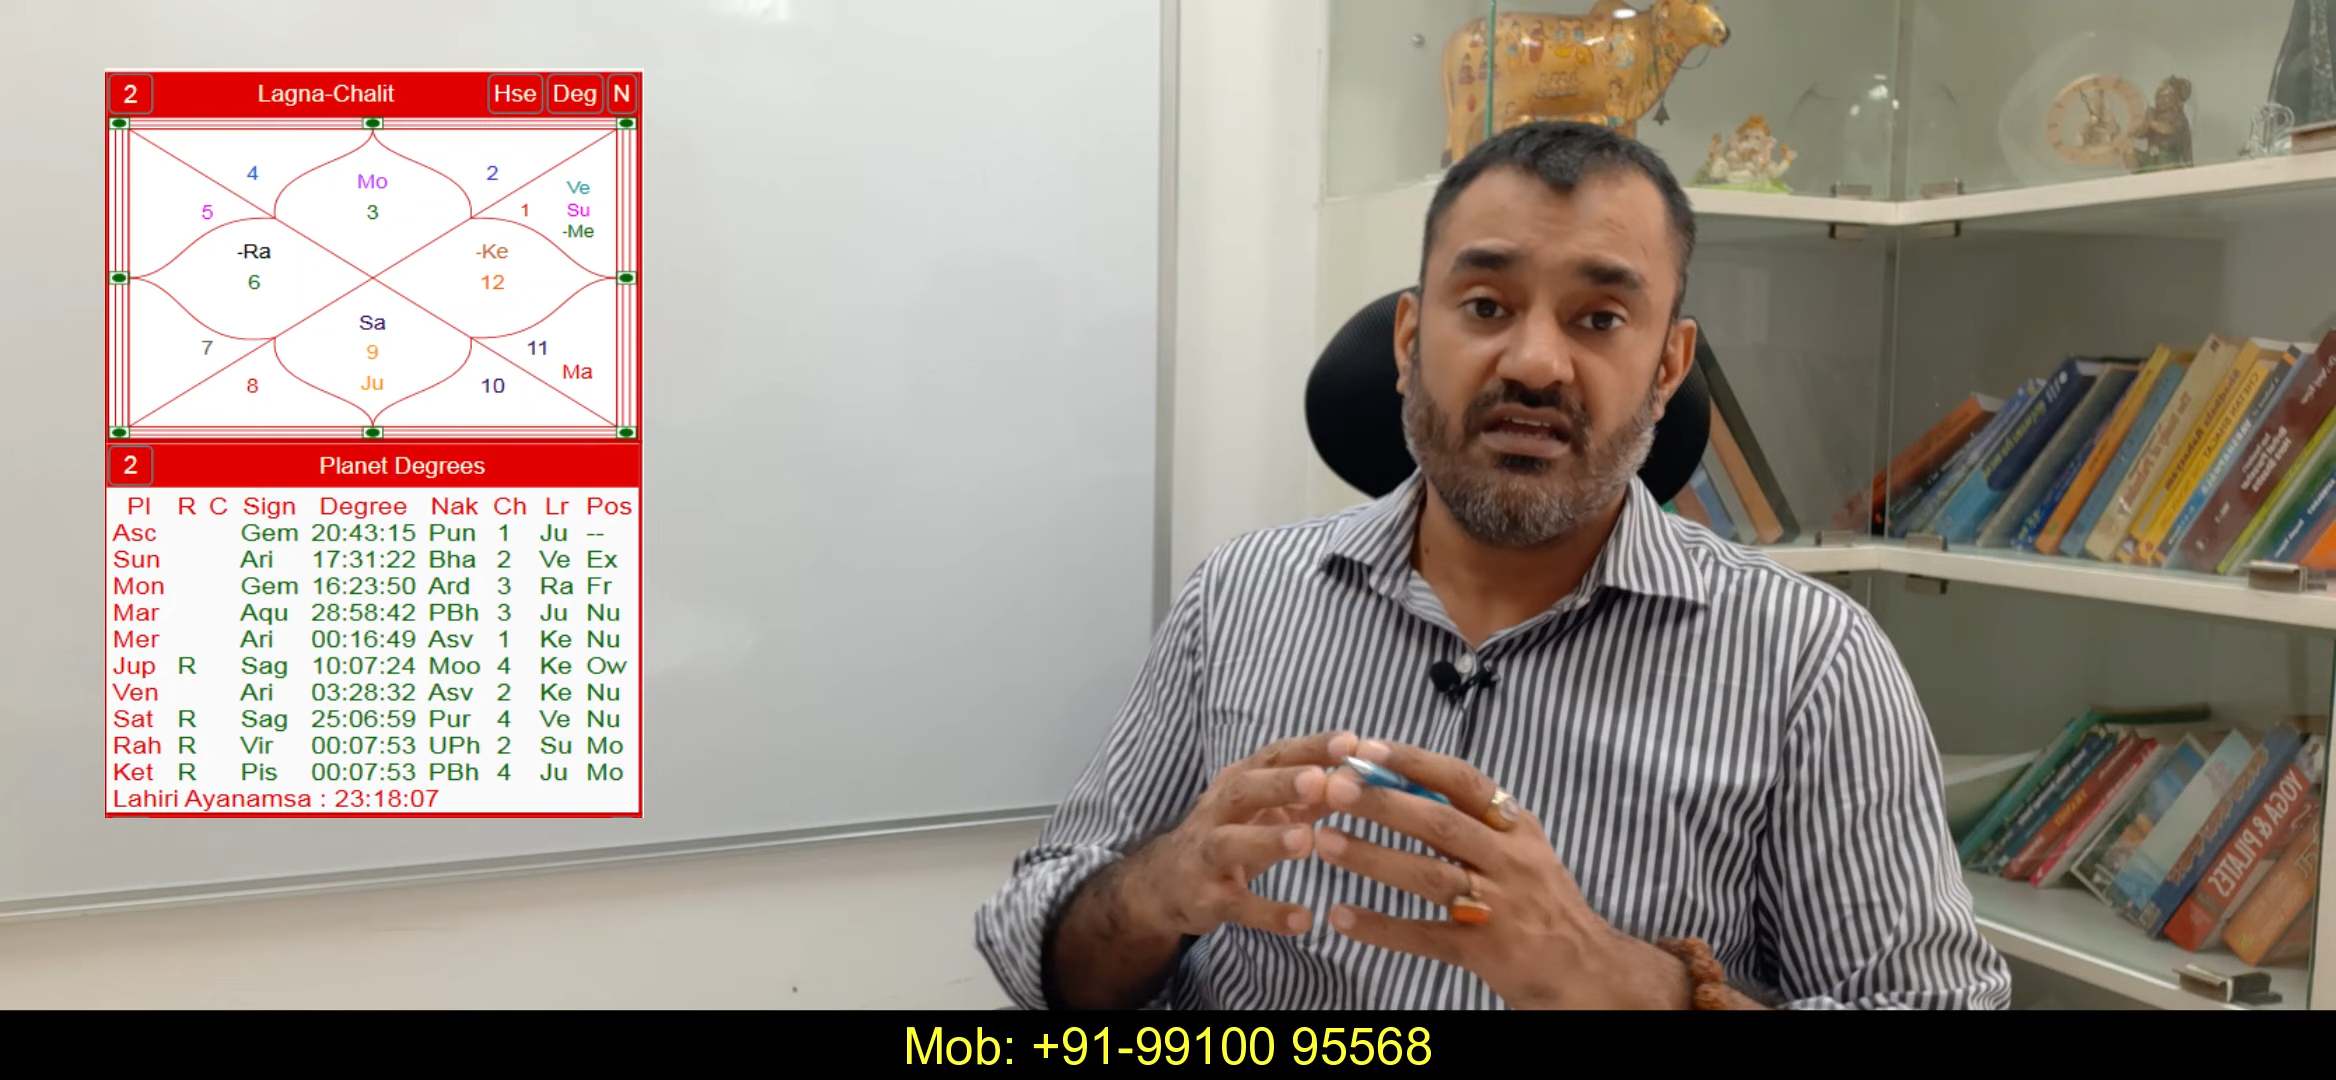 2 Lagna-Chalit Hse Deg N
4 Mo 2 Ve
5 3 1 Su
-Me
-Ra -Ke
6 12
Sa
7 9 11
8 Ju 10 Ma
2 Planet Degrees
Pl R C Sign Degree Nak Ch Lr Pos
Asc Gem 20:43:15 Pun 1 Ju --
Sun Ari 17:31:22 Bha 2 Ve Ex
Mon Gem 16:23:50 Ard 3 Ra Fr
Mar Aqu 28:58:42 PBh 3 Ju Nu
Mer Ari 00:16:49 Asv 1 Ke Nu
Jup R Sag 10:07:24 Moo 4 Ke Ow
Ven Ari 03:28:32 Asv 2 Ke Nu
Sat R Sag 25:06:59 Pur 4 Ve Nu
Rah R Vir 00:07:53 UPh 2 Su Mo
Ket R Pis 00:07:53 PBh 4 Ju Mo
Lahiri Ayanamsa : 23:18:07
YOGA & PILATES
Mob: +91-99100 95568